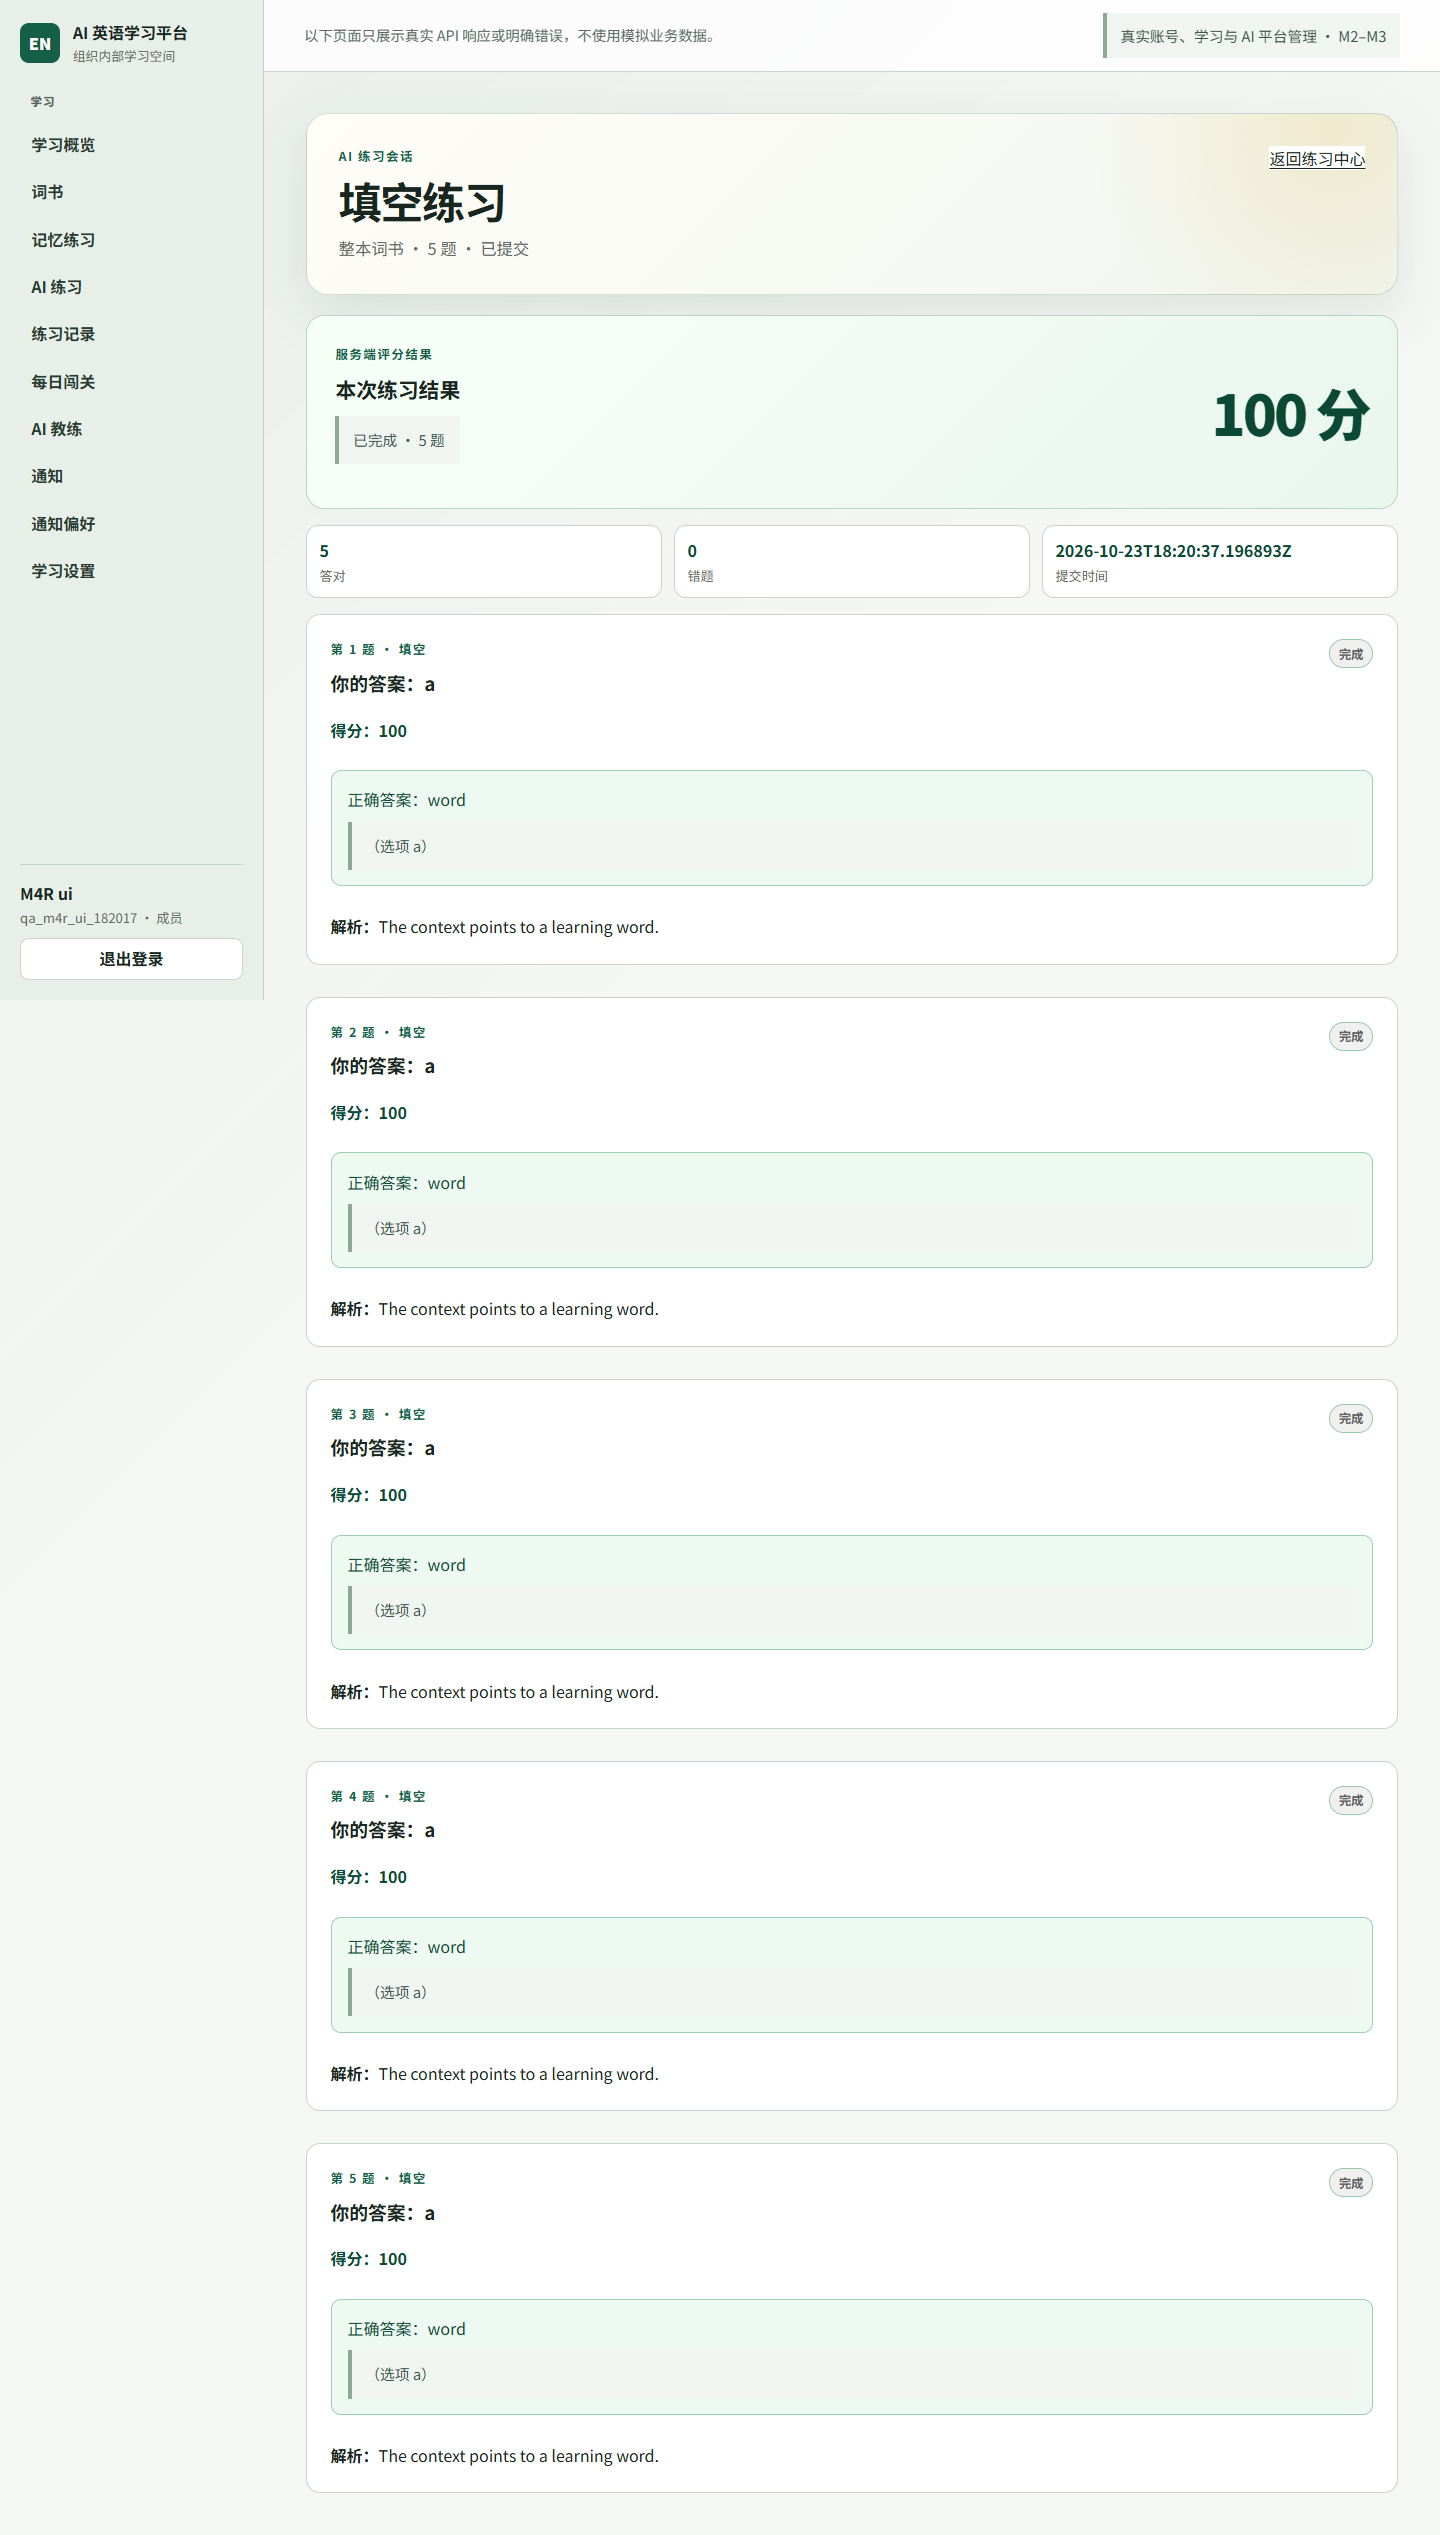 EN
AI 英语学习平台
组织内部学习空间
学习
学习概览
词书
记忆练习
AI 练习
练习记录
每日闯关
AI 教练
通知
通知偏好
学习设置
M4R ui
qa_m4r_ui_182017 · 成员
退出登录
以下页面只展示真实 API 响应或明确错误，不使用模拟业务数据。
真实账号、学习与 AI 平台管理 · M2–M3
AI 练习会话
填空练习
整本词书 · 5 题 · 已提交
返回练习中心
服务端评分结果
本次练习结果
已完成 · 5 题
100 分
5
答对
0
错题
2026-10-23T18:20:37.196893Z
提交时间
第 1 题 · 填空
完成
你的答案：a
得分：100
正确答案：word
（选项 a）
解析：The context points to a learning word.
第 2 题 · 填空
完成
你的答案：a
得分：100
正确答案：word
（选项 a）
解析：The context points to a learning word.
第 3 题 · 填空
完成
你的答案：a
得分：100
正确答案：word
（选项 a）
解析：The context points to a learning word.
第 4 题 · 填空
完成
你的答案：a
得分：100
正确答案：word
（选项 a）
解析：The context points to a learning word.
第 5 题 · 填空
完成
你的答案：a
得分：100
正确答案：word
（选项 a）
解析：The context points to a learning word.